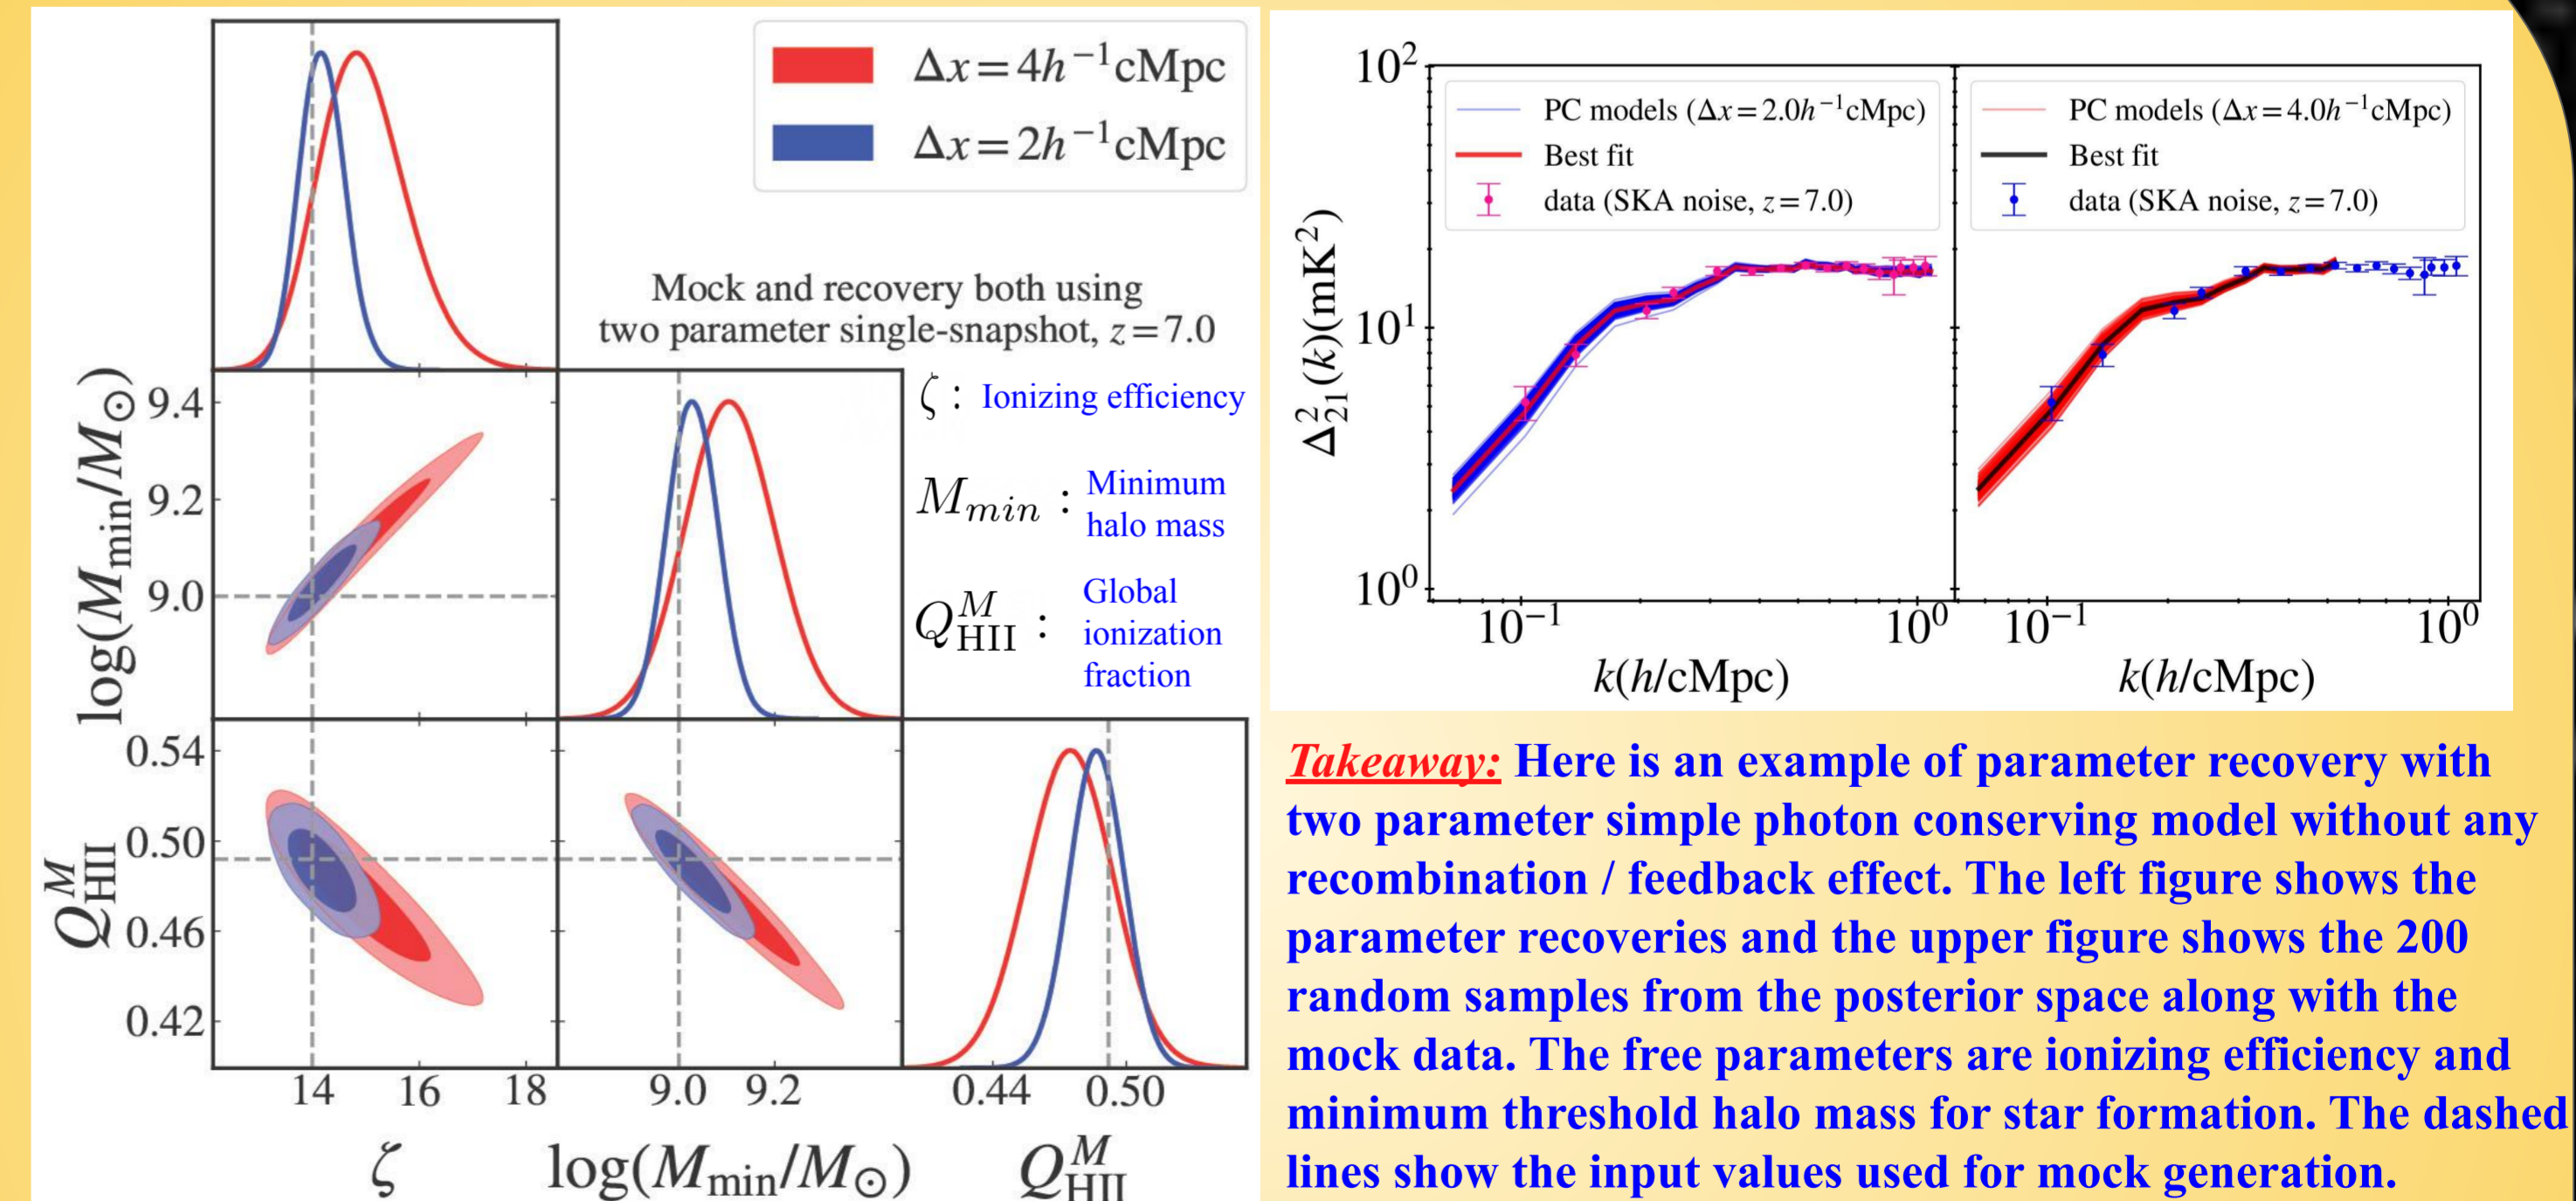 Δx=4h⁻¹cMpc
Δx=2h⁻¹cMpc
Mock and recovery both using
two parameter single-snapshot, z=7.0
ζ : Ionizing efficiency
M_min : Minimum
halo mass
Q^M_HII : Global
ionization
fraction
log(M_min/M_⊙)
9.4
9.2
9.0
Q^M_HII
0.54
0.50
0.46
0.42
14 16 18 9.0 9.2 0.44 0.50
ζ log(M_min/M_⊙) Q^M_HII
PC models (Δx=2.0h⁻¹cMpc)
Best fit
data (SKA noise, z=7.0)
PC models (Δx=4.0h⁻¹cMpc)
Best fit
data (SKA noise, z=7.0)
Δ²₂₁(k)(mK²)
10²
10¹
10⁰
10⁻¹ 10⁰ 10⁻¹ 10⁰
k(h/cMpc) k(h/cMpc)
Takeaway: Here is an example of parameter recovery with
two parameter simple photon conserving model without any
recombination / feedback effect. The left figure shows the
parameter recoveries and the upper figure shows the 200
random samples from the posterior space along with the
mock data. The free parameters are ionizing efficiency and
minimum threshold halo mass for star formation. The dashed
lines show the input values used for mock generation.